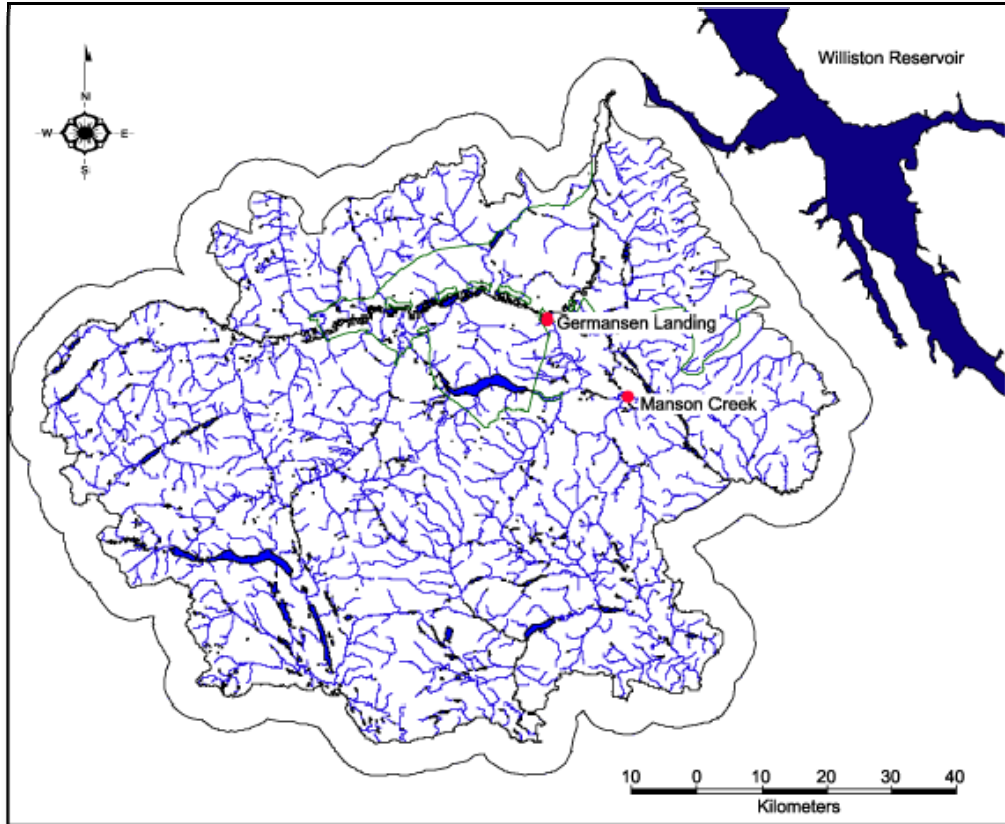 Williston Reservoir
N
W E
S
Germansen Landing
Manson Creek
10 0 10 20 30 40
Kilometers